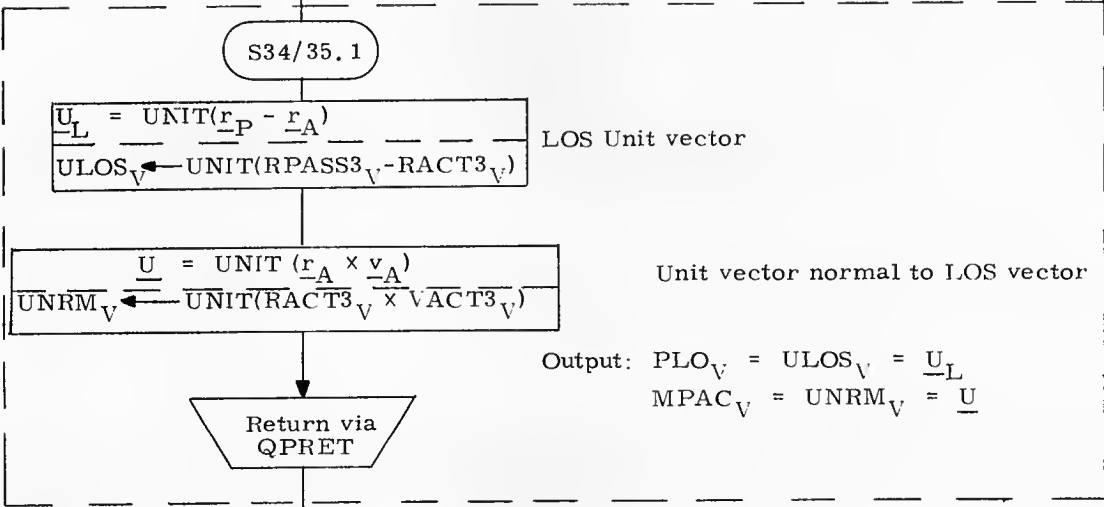 S34/35.1
U_L = UNIT(r_P - r_A)
ULOS_V ← UNIT(RPASS3_V-RACT3_V)
LOS Unit vector
U = UNIT (r_A × v_A)
UNRM_V ← UNIT(RACT3_V × VACT3_V)
Unit vector normal to LOS vector
Output: PLO_V = ULOS_V = U_L
MPAC_V = UNRM_V = U
Return via
QPRET